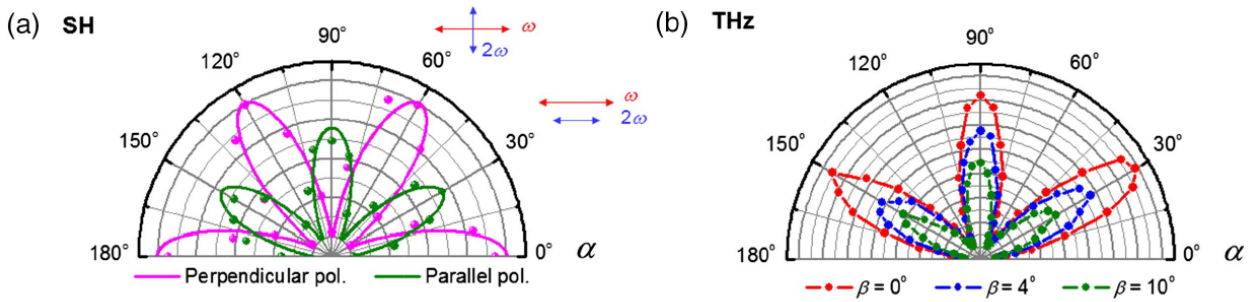 (a) SH
ω
2ω
ω
2ω
90°
120°
60°
150°
30°
180°
0°
α
Perpendicular pol.
Parallel pol.
(b) THz
90°
120°
60°
150°
30°
180°
0°
α
β = 0°
β = 4°
β = 10°